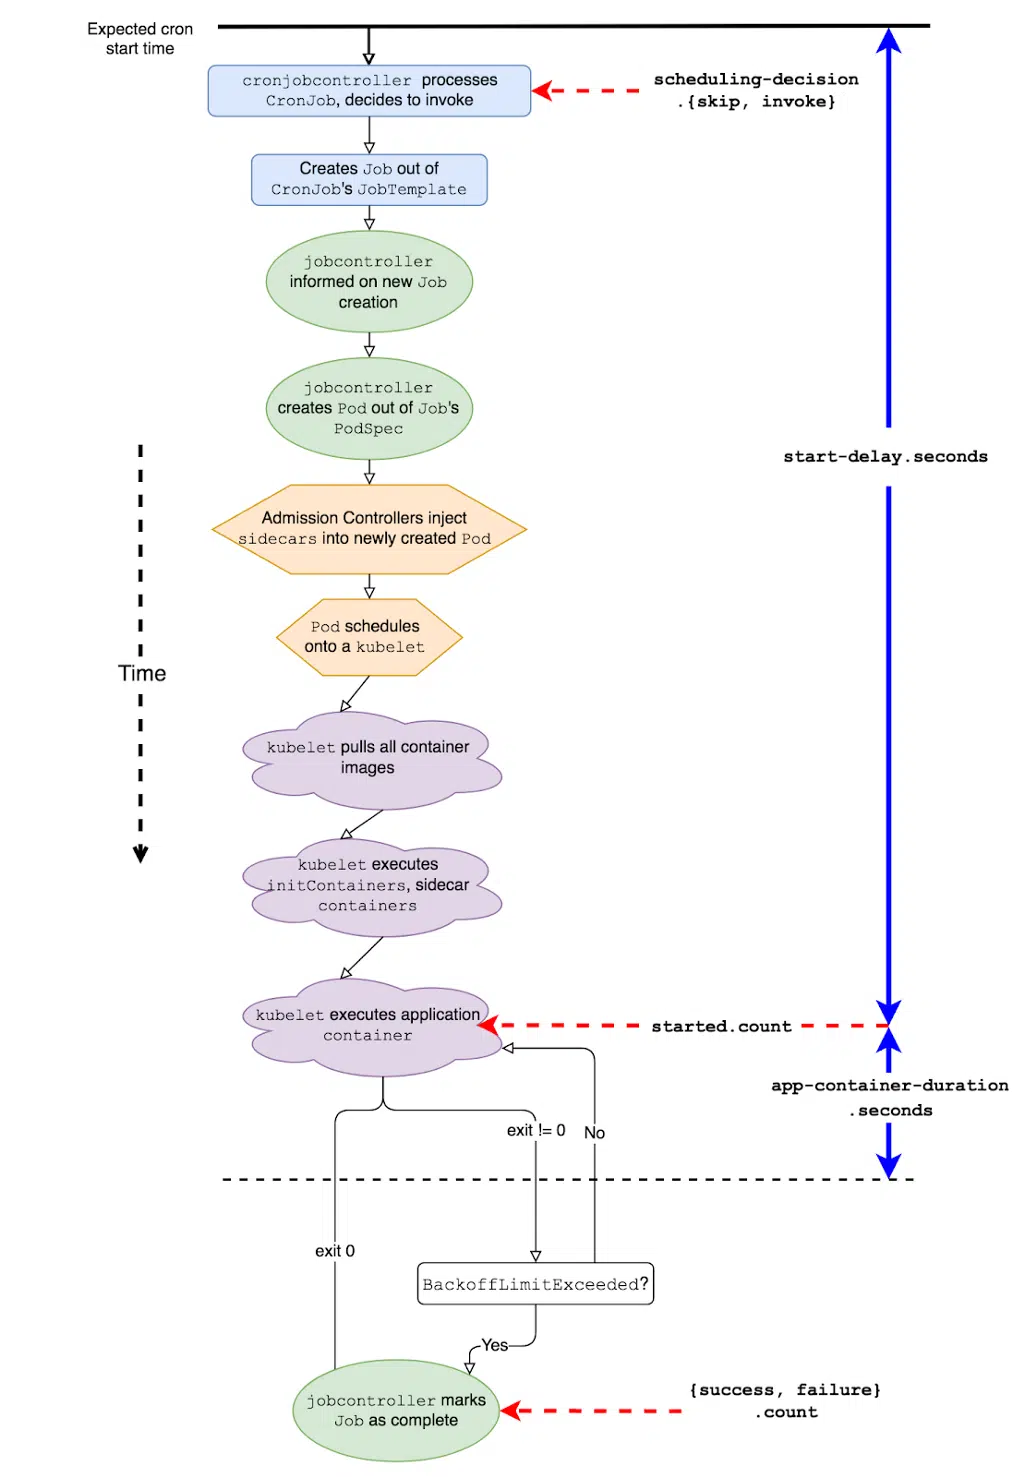 Expected cron
start time
cronjobcontroller processes
CronJob, decides to invoke
scheduling-decision
.{skip, invoke}
Creates Job out of
CronJob's JobTemplate
jobcontroller
informed on new Job
creation
jobcontroller
creates Pod out of Job's
PodSpec
start-delay.seconds
Admission Controllers inject
sidecars into newly created Pod
Pod schedules
onto a kubelet
Time
kubelet pulls all container
images
kubelet executes
initContainers, sidecar
containers
kubelet executes application
container
started.count
app-container-duration
.seconds
exit != 0
No
exit 0
BackoffLimitExceeded?
Yes
jobcontroller marks
Job as complete
{success, failure}
.count